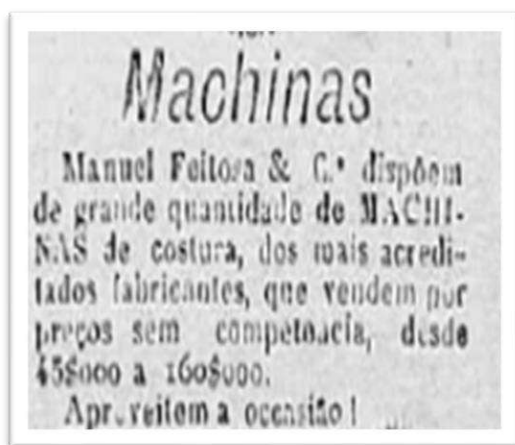 Machinas
Manuel Feitosa & C.ª dispõem
de grande quantidade de MACHI-
NAS de costura, dos mais acredi-
tados fabricantes, que vendem por
preços sem competencia, desde
45$000 a 160$000.
Aproveitem a occasião!